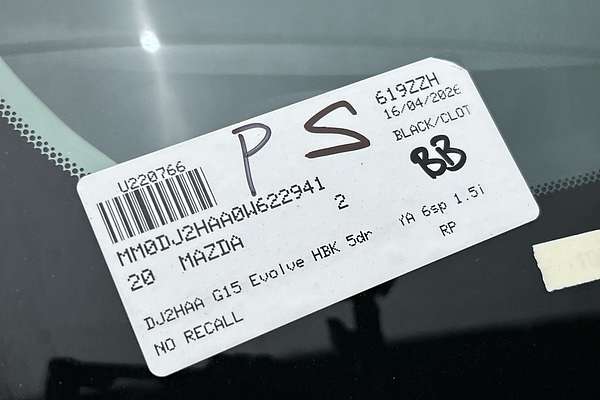 P S
619ZZH
16/04/2026
BLACK/CLOT
BB
U220766
MM0DJ2HAA0W622941
20 MAZDA 2
DJ2HAA G15 Evolve HBK 5dr YA 6sp 1.5i
NO RECALL RP